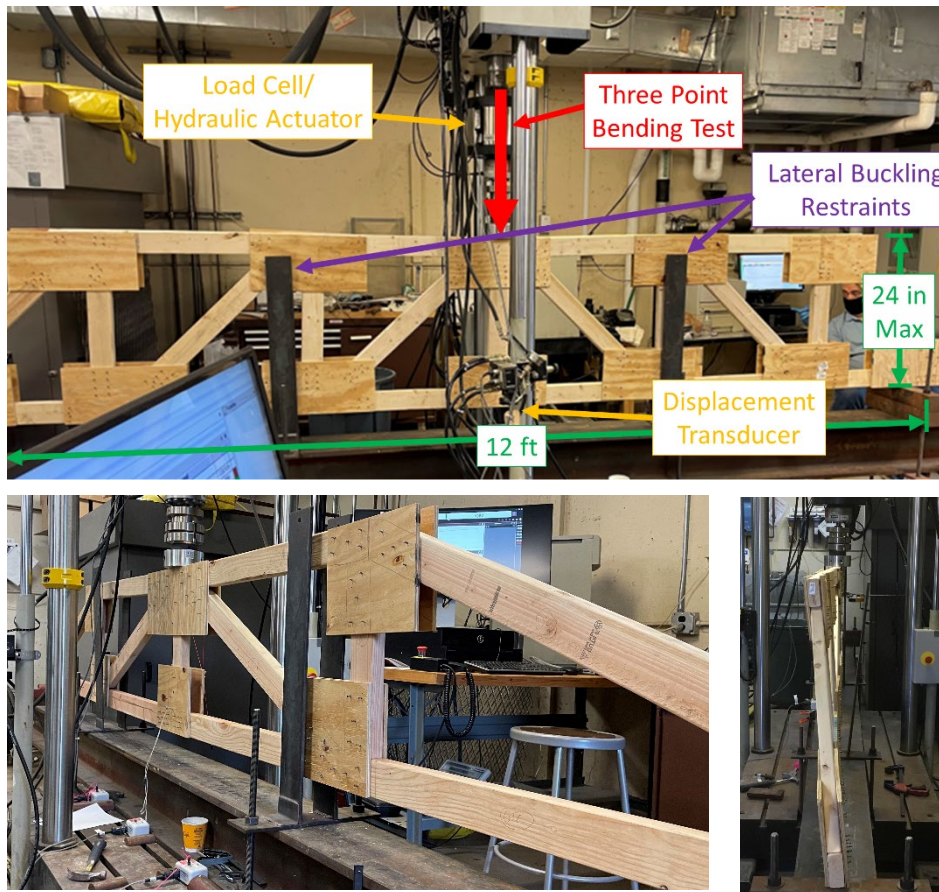 Load Cell/
Hydraulic Actuator
Three Point
Bending Test
Lateral Buckling
Restraints
24 in
Max
Displacement
Transducer
12 ft